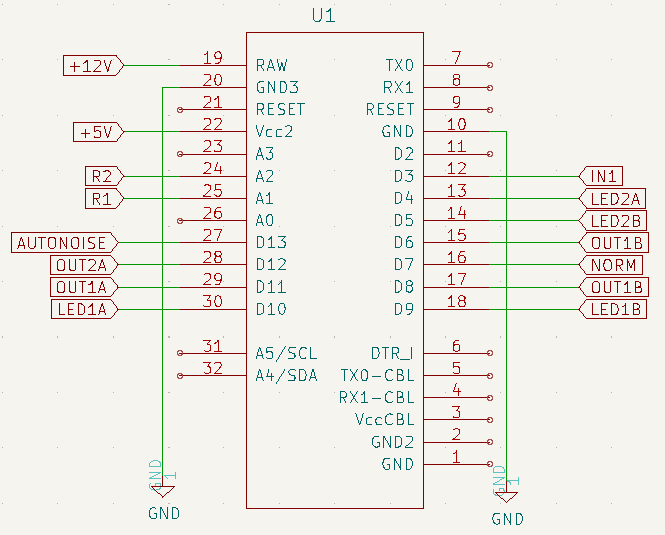 U1
+12V 19 RAW TX0 7
20 GND3 RX1 8
21 RESET RESET 9
+5V 22 Vcc2 GND 10
23 A3 D2 11
R2 24 A2 D3 12 IN1
R1 25 A1 D4 13 LED2A
26 A0 D5 14 LED2B
AUTONOISE 27 D13 D6 15 OUT1B
OUT2A 28 D12 D7 16 NORM
OUT1A 29 D11 D8 17 OUT1B
LED1A 30 D10 D9 18 LED1B
31 A5/SCL DTR_I 6
32 A4/SDA TX0-CBL 5
RX1-CBL 4
VccCBL 3
GND2 2
GND 1
GND 1
GND
GND 1
GND